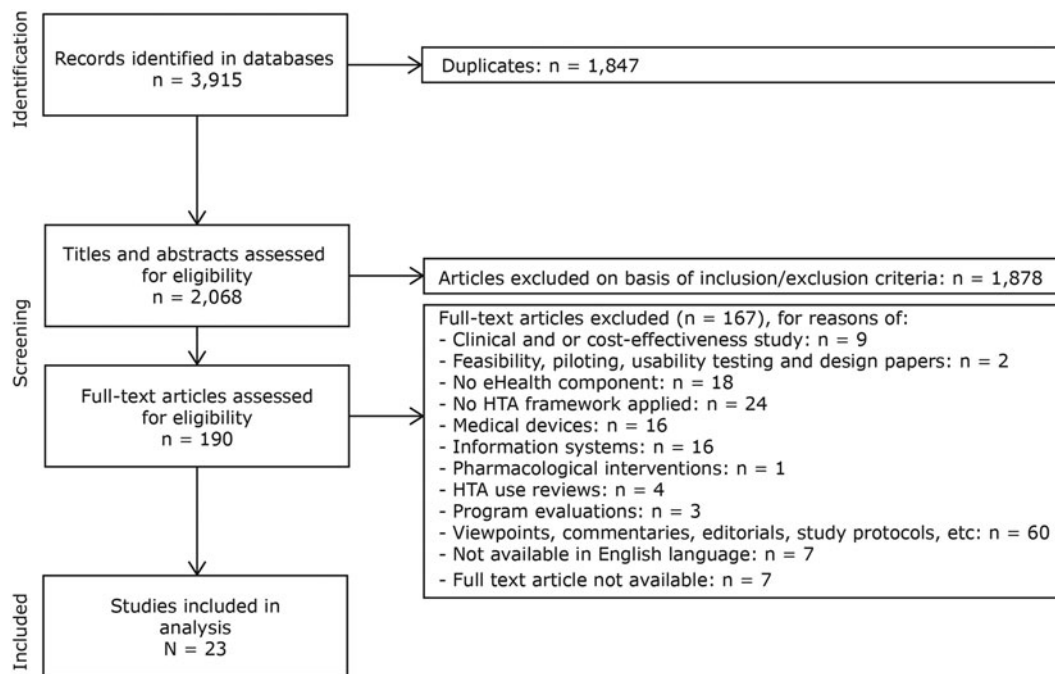 Identification
Records identified in databases
n = 3,915
Duplicates: n = 1,847
Screening
Titles and abstracts assessed
for eligibility
n = 2,068
Articles excluded on basis of inclusion/exclusion criteria: n = 1,878
Full-text articles assessed
for eligibility
n = 190
Full-text articles excluded (n = 167), for reasons of:
- Clinical and or cost-effectiveness study: n = 9
- Feasibility, piloting, usability testing and design papers: n = 2
- No eHealth component: n = 18
- No HTA framework applied: n = 24
- Medical devices: n = 16
- Information systems: n = 16
- Pharmacological interventions: n = 1
- HTA use reviews: n = 4
- Program evaluations: n = 3
- Viewpoints, commentaries, editorials, study protocols, etc: n = 60
- Not available in English language: n = 7
- Full text article not available: n = 7
Included
Studies included in
analysis
N = 23